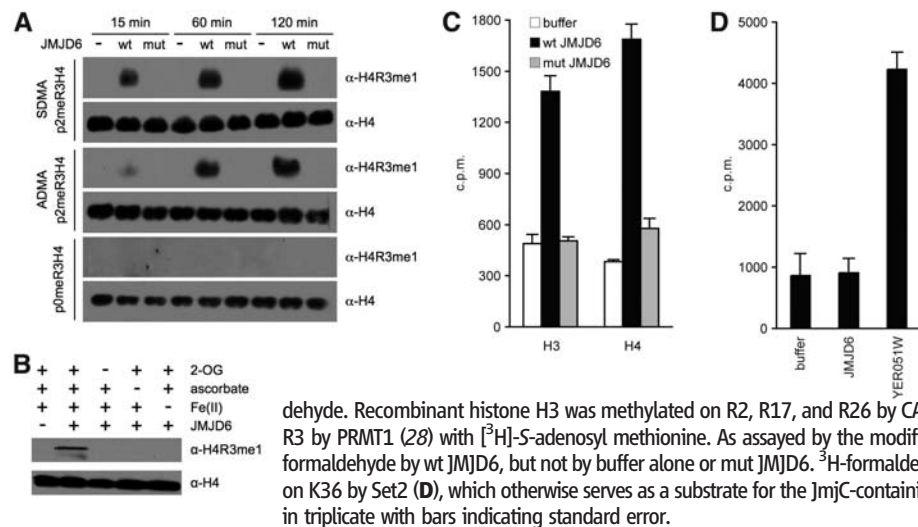 A
15 min 60 min 120 min
JMJD6 - wt mut - wt mut - wt mut
SDMA p2meR3H4
α-H4R3me1
α-H4
ADMA p2meR3H4
α-H4R3me1
α-H4
p0meR3H4
α-H4R3me1
α-H4
B
+ + - + + 2-OG
+ + + - + ascorbate
+ + + + - Fe(II)
- + + + + JMJD6
α-H4R3me1
α-H4
C
1800
1500
1200
900
600
300
0
c.p.m.
buffer
wt JMJD6
mut JMJD6
H3 H4
D
5000
4000
3000
2000
1000
0
c.p.m.
buffer
JMJD6
YER051W
dehyde. Recombinant histone H3 was methylated on R2, R17, and R26 by CA
R3 by PRMT1 (28) with [³H]-S-adenosyl methionine. As assayed by the modif
formaldehyde by wt JMJD6, but not by buffer alone or mut JMJD6. ³H-formalde
on K36 by Set2 (D), which otherwise serves as a substrate for the JmjC-containi
in triplicate with bars indicating standard error.